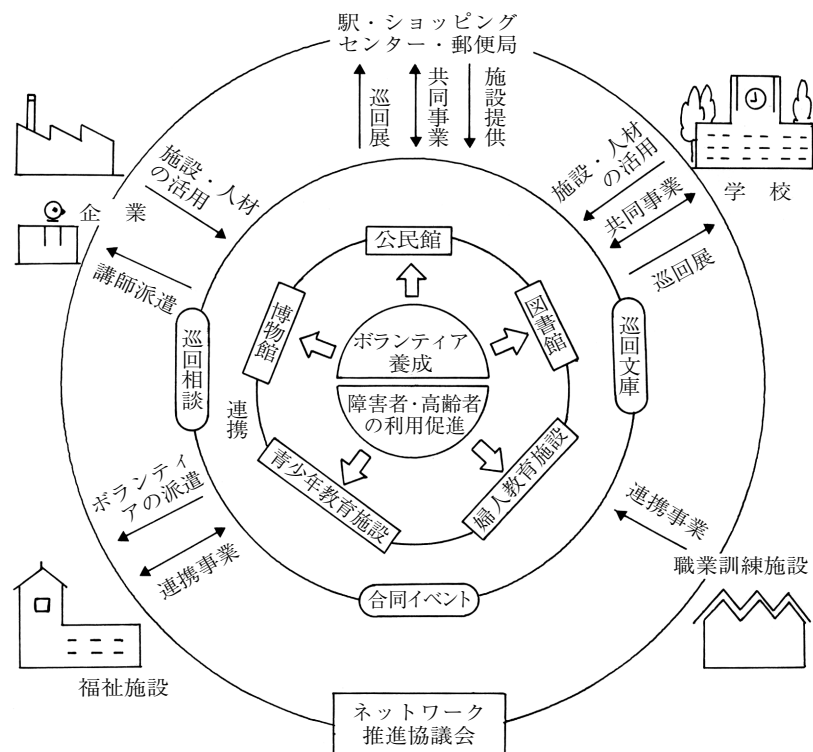 駅・ショッピング
センター・郵便局
巡回展
共同事業
施設提供
施設・人材
の活用
企業
講師派遣
施設・人材
の活用
共同事業
巡回展
学校
公民館
博物館
図書館
ボランティア
養成
障害者・高齢者
の利用促進
巡回相談
連携
巡回文庫
青少年教育施設
婦人教育施設
ボランティ
アの派遣
連携事業
福祉施設
連携事業
職業訓練施設
合同イベント
ネットワーク
推進協議会